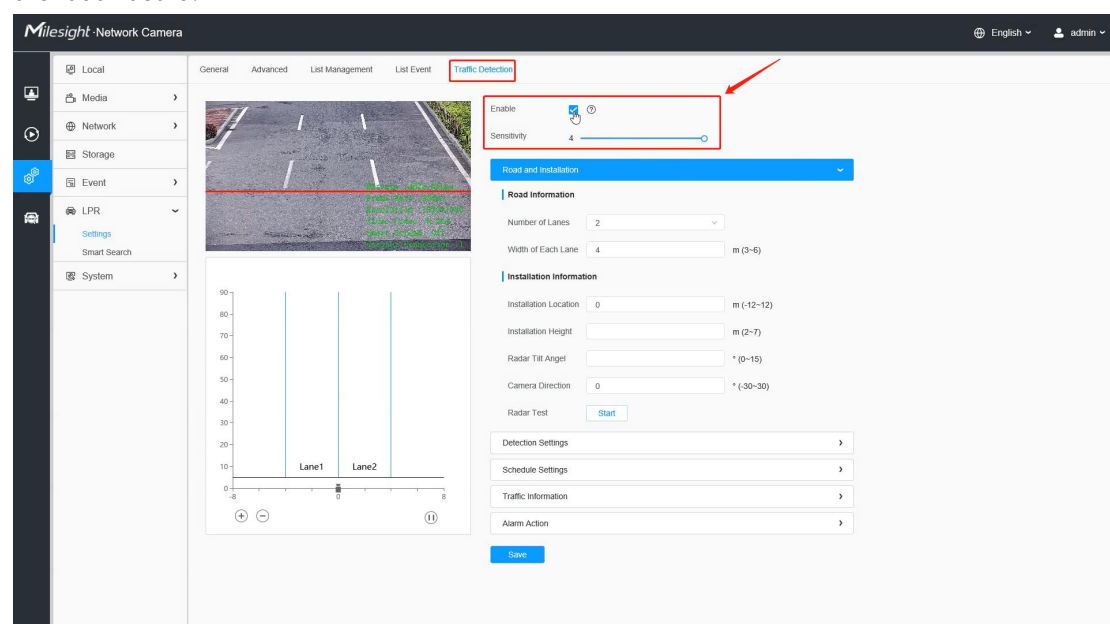 Milesight·Network Camera
English
admin
Local
Media
Network
Storage
Event
LPR
Settings
Smart Search
System
General Advanced List Management List Event Traffic Detection
Enable
Sensitivity 4
Road and Installation
Road Information
Number of Lanes 2
Width of Each Lane 4 m (3~6)
Installation Information
Installation Location 0 m (-12~12)
Installation Height m (2~7)
Radar Tilt Angel ° (0~15)
Camera Direction 0 ° (-30~30)
Radar Test Start
Detection Settings
Schedule Settings
Traffic Information
Alarm Action
Save
90
80
70
60
50
40
30
20
10
0
Lane1 Lane2
-8 0 8